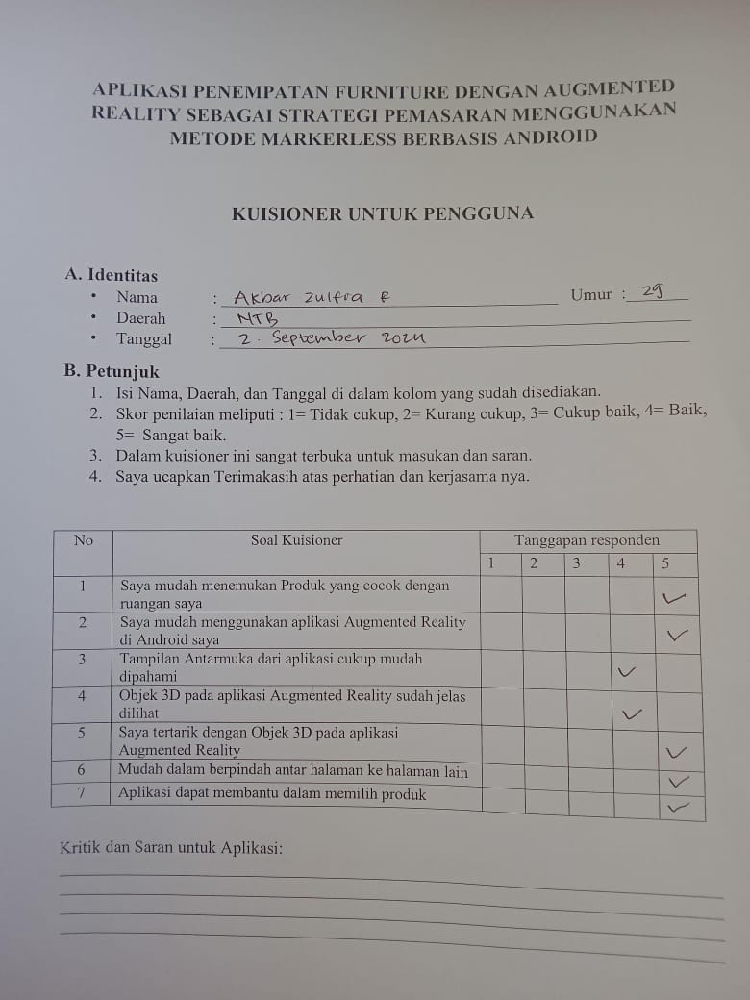 APLIKASI PENEMPATAN FURNITURE DENGAN AUGMENTED
REALITY SEBAGAI STRATEGI PEMASARAN MENGGUNAKAN
METODE MARKERLESS BERBASIS ANDROID
KUISIONER UNTUK PENGGUNA
A. Identitas
• Nama : Akbar Zulfra F Umur : 29
• Daerah : NTB
• Tanggal : 2 . September 2024
B. Petunjuk
1. Isi Nama, Daerah, dan Tanggal di dalam kolom yang sudah disediakan.
2. Skor penilaian meliputi : 1= Tidak cukup, 2= Kurang cukup, 3= Cukup baik, 4= Baik,
5= Sangat baik.
3. Dalam kuisioner ini sangat terbuka untuk masukan dan saran.
4. Saya ucapkan Terimakasih atas perhatian dan kerjasama nya.
No Soal Kuisioner Tanggapan responden
1 2 3 4 5
1 Saya mudah menemukan Produk yang cocok dengan
ruangan saya ✓
2 Saya mudah menggunakan aplikasi Augmented Reality
di Android saya ✓
3 Tampilan Antarmuka dari aplikasi cukup mudah
dipahami ✓
4 Objek 3D pada aplikasi Augmented Reality sudah jelas
dilihat ✓
5 Saya tertarik dengan Objek 3D pada aplikasi
Augmented Reality ✓
6 Mudah dalam berpindah antar halaman ke halaman lain ✓
7 Aplikasi dapat membantu dalam memilih produk ✓
Kritik dan Saran untuk Aplikasi: